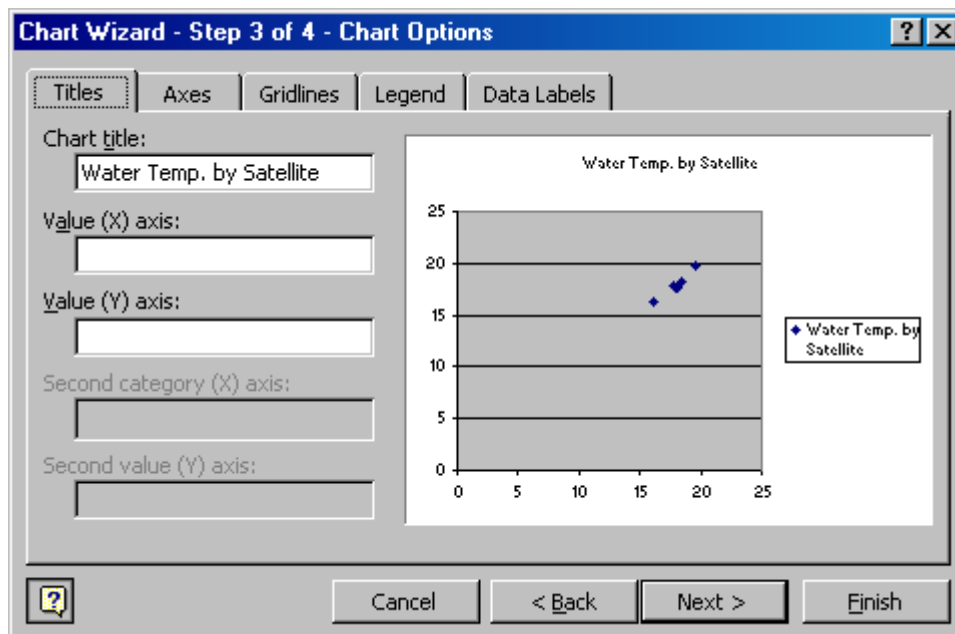 Chart Wizard - Step 3 of 4 - Chart Options
Titles
Axes
Gridlines
Legend
Data Labels
Chart title:
Water Temp. by Satellite
Value (X) axis:
Value (Y) axis:
Second category (X) axis:
Second value (Y) axis:
Water Temp. by Satellite
25
20
15
10
5
0
0 5 10 15 20 25
Water Temp. by
Satellite
Cancel
< Back
Next >
Finish